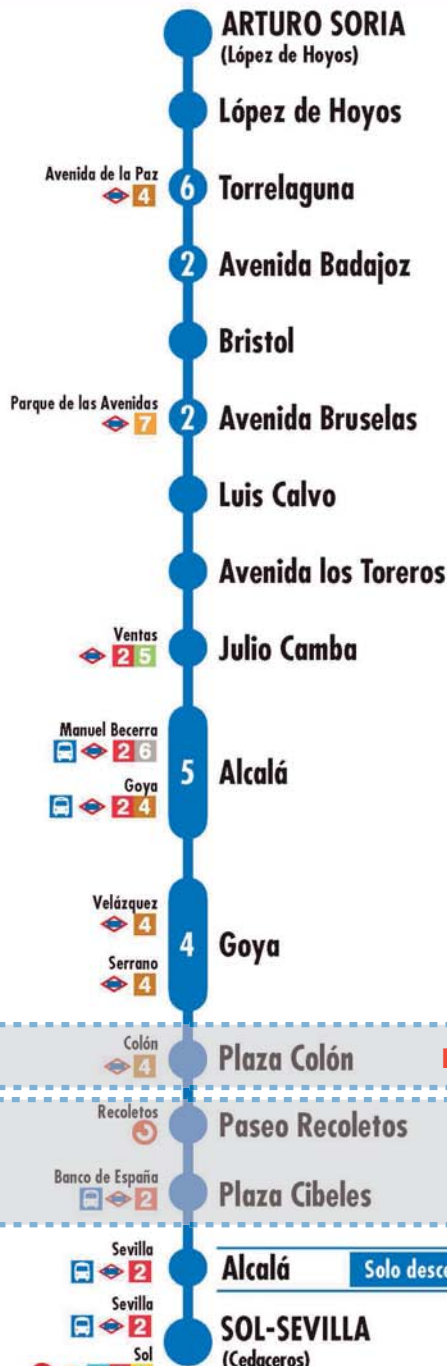 ARTURO SORIA
(López de Hoyos)
López de Hoyos
Avenida de la Paz
4
6
Torrelaguna
2
Avenida Badajoz
Bristol
Parque de las Avenidas
7
2
Avenida Bruselas
Luis Calvo
Avenida los Toreros
Ventas
2 5
Julio Camba
Manuel Becerra
2 6
Goya
2 4
5
Alcalá
Velázquez
4
Serrano
4
4
Goya
Colón
4
Plaza Colón
Recoletos
Paseo Recoletos
Banco de España
2
Plaza Cibeles
Sevilla
2
Alcalá
Solo
Sevilla
2
SOL-SEVILLA
(Cedaceros)
Sol